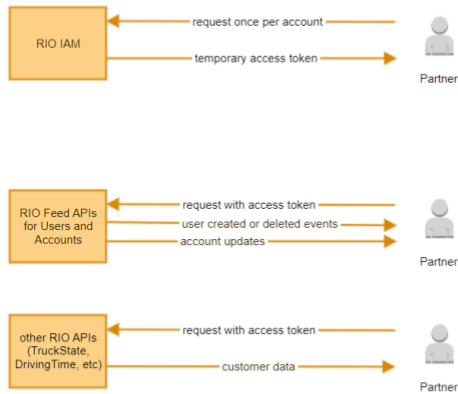 request once per account
RIO IAM
temporary access token
Partner
request with access token
RIO Feed APIs
for Users and
Accounts
user created or deleted events
account updates
Partner
request with access token
other RIO APIs
(TruckState,
DrivingTime, etc)
customer data
Partner